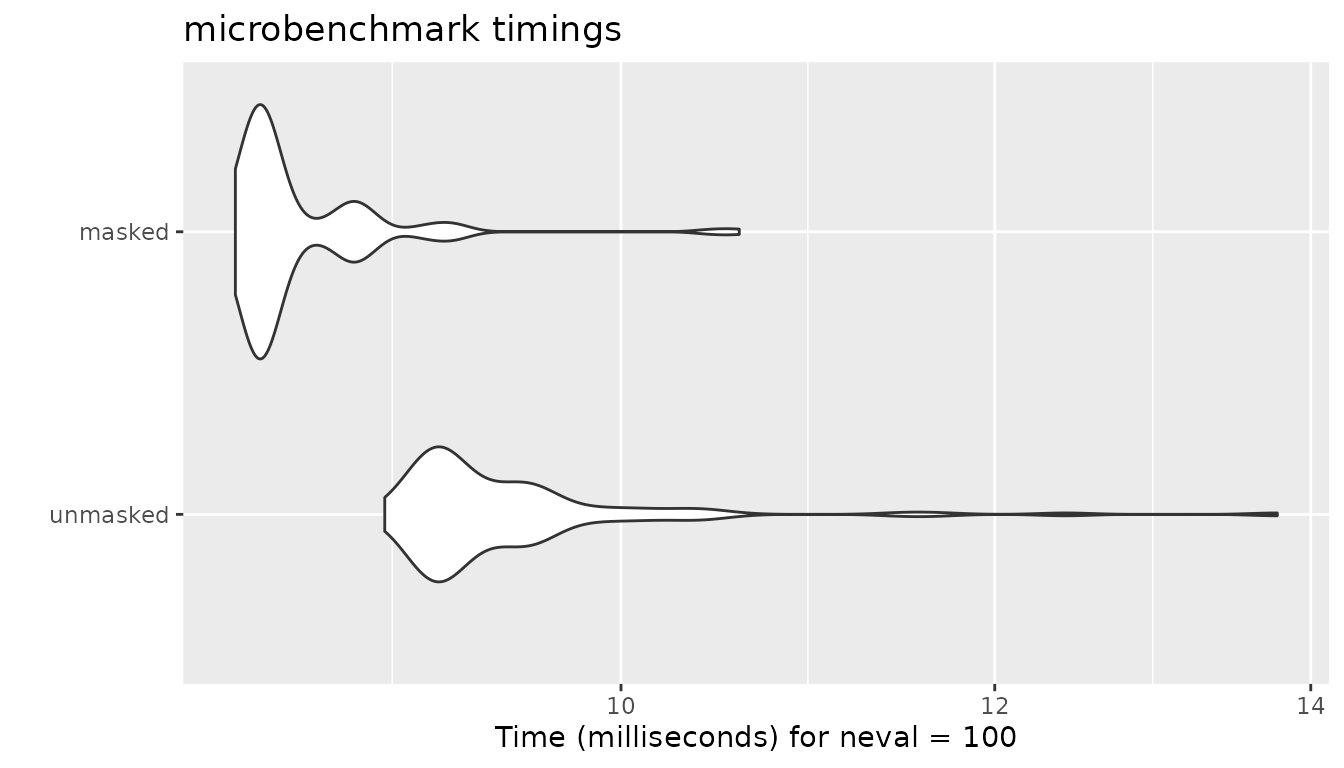 microbenchmark timings
masked
unmasked
10
12
14
Time (milliseconds) for neval = 100